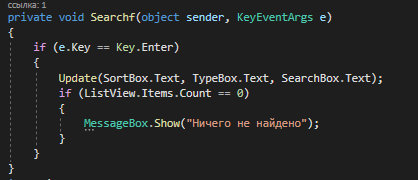 ссылка: 1
private void Searchf(object sender, KeyEventArgs e)
{
if (e.Key == Key.Enter)
{
Update(SortBox.Text, TypeBox.Text, SearchBox.Text);
if (ListView.Items.Count == 0)
{
MessageBox.Show("Ничего не найдено");
}
}
}